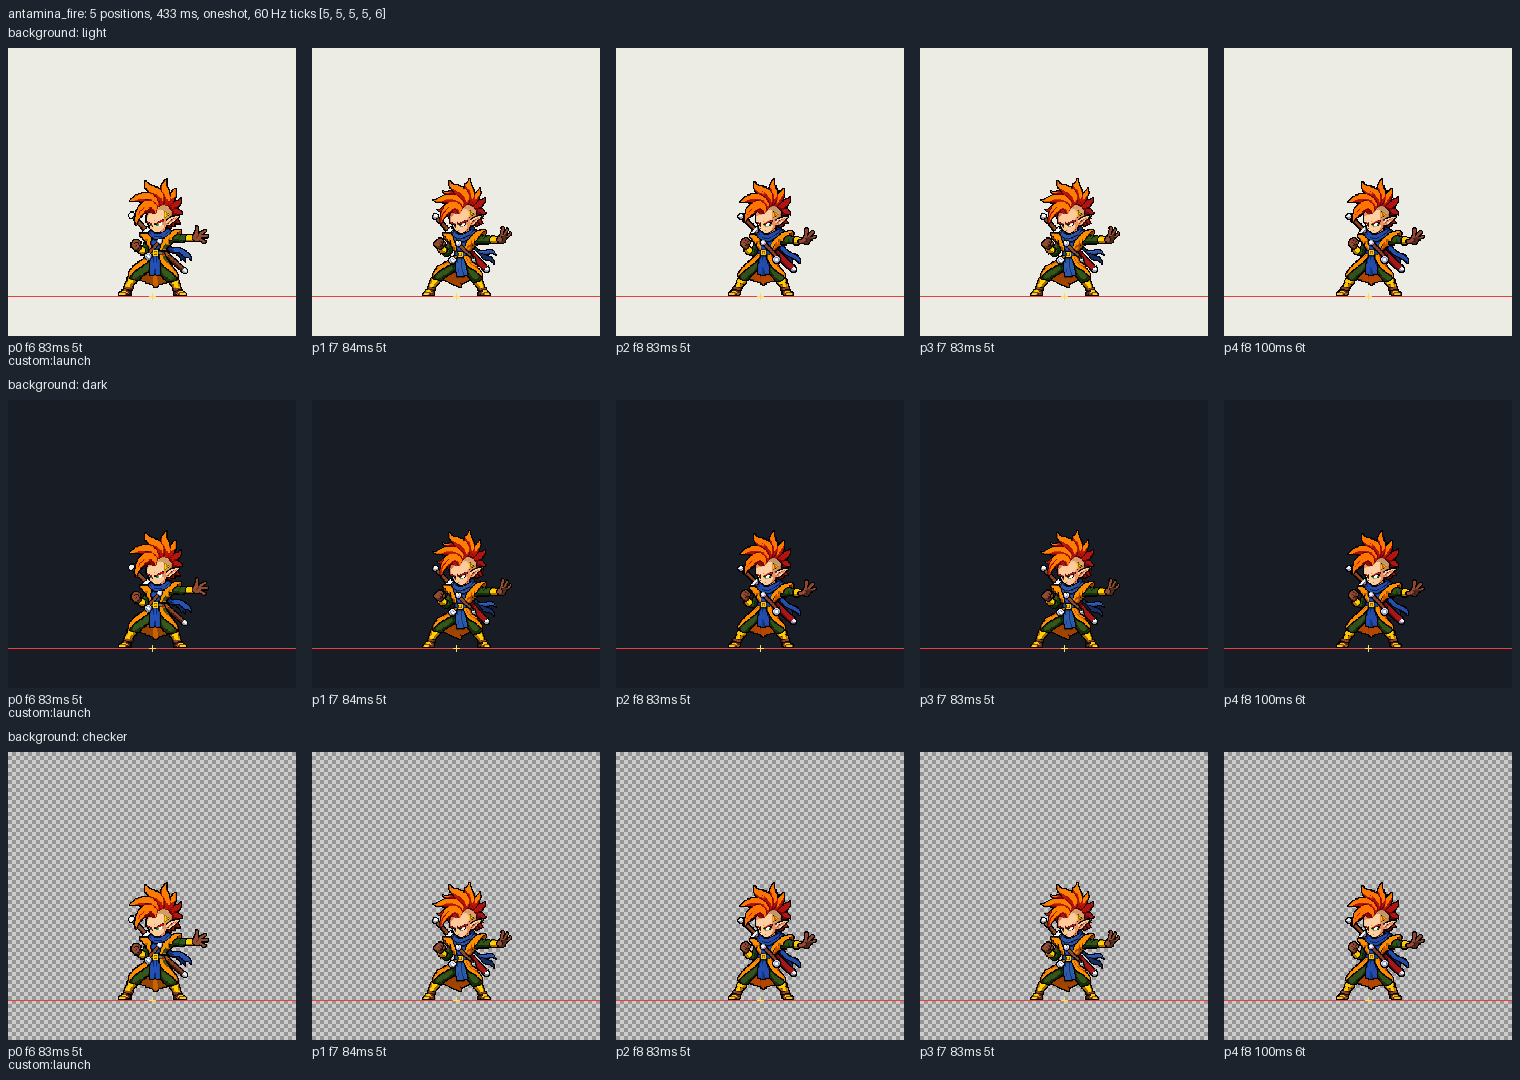 antamina_fire: 5 positions, 433 ms, oneshot, 60 Hz ticks [5, 5, 5, 5, 6]
background: light
p0 f6 83ms 5t
custom:launch
p1 f7 84ms 5t
p2 f8 83ms 5t
p3 f7 83ms 5t
p4 f8 100ms 6t
background: dark
p0 f6 83ms 5t
custom:launch
p1 f7 84ms 5t
p2 f8 83ms 5t
p3 f7 83ms 5t
p4 f8 100ms 6t
background: checker
p0 f6 83ms 5t
custom:launch
p1 f7 84ms 5t
p2 f8 83ms 5t
p3 f7 83ms 5t
p4 f8 100ms 6t